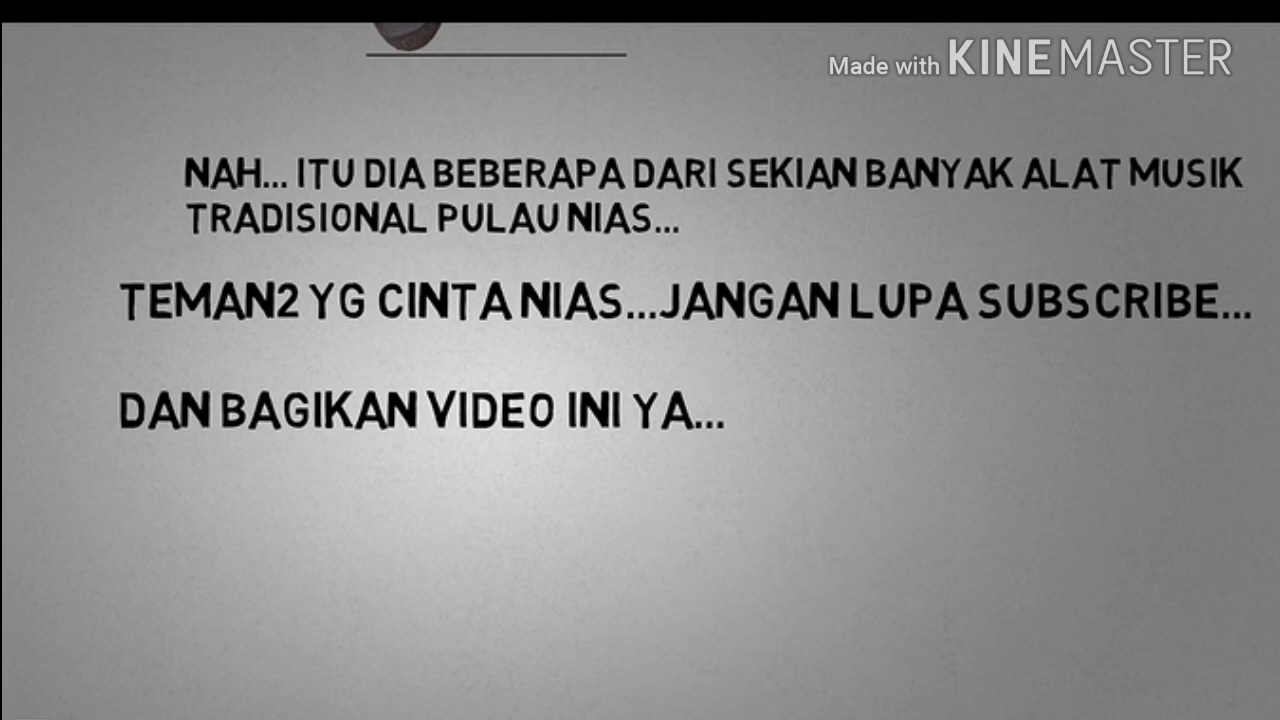 Made with KINEMASTER
NAH... ITU DIA BEBERAPA DARI SEKIAN BANYAK ALAT MUSIK
TRADISIONAL PULAU NIAS...
TEMAN2 YG CINTA NIAS...JANGAN LUPA SUBSCRIBE...
DAN BAGIKAN VIDEO INI YA...